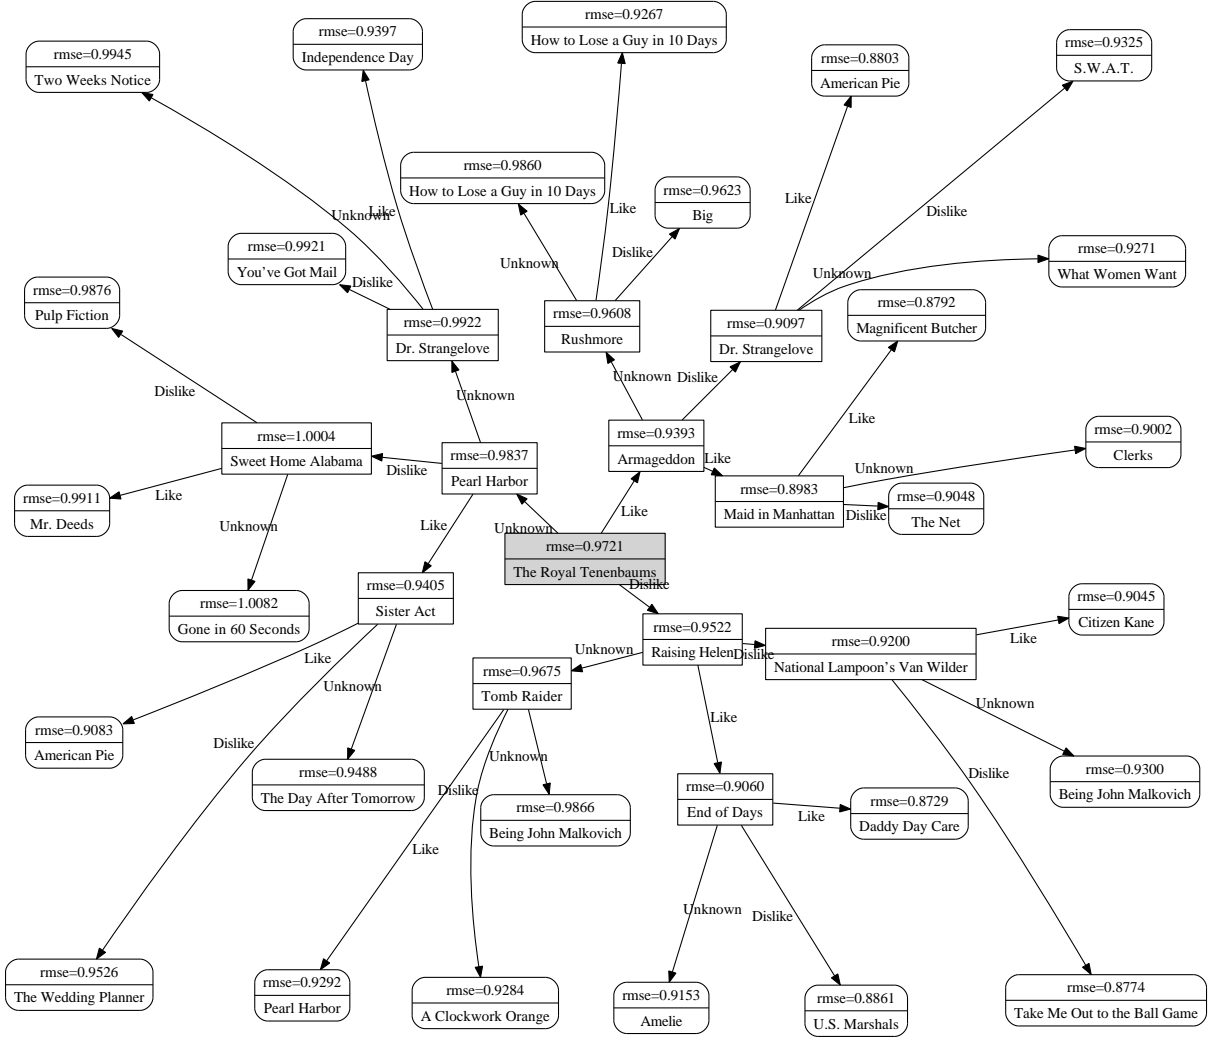 rmse=0.9267
How to Lose a Guy in 10 Days
rmse=0.9397
Independence Day
rmse=0.9945
Two Weeks Notice
rmse=0.8803
American Pie
rmse=0.9325
S.W.A.T.
rmse=0.9860
How to Lose a Guy in 10 Days
rmse=0.9623
Big
Like
Unknown
Like
Like
Dislike
rmse=0.9921
You've Got Mail
Dislike
Unknown
Dislike
Unknown
rmse=0.9271
What Women Want
rmse=0.9876
Pulp Fiction
rmse=0.9922
Dr. Strangelove
rmse=0.9608
Rushmore
rmse=0.9097
Dr. Strangelove
rmse=0.8792
Magnificent Butcher
Dislike
Unknown
Unknown
Dislike
Like
rmse=1.0004
Sweet Home Alabama
Dislike
rmse=0.9837
Pearl Harbor
rmse=0.9393
Armageddon
Like
rmse=0.9002
Clerks
Unknown
rmse=0.9911
Mr. Deeds
Like
Unknown
Like
Unknown
Like
rmse=0.8983
Maid in Manhattan
Dislike
rmse=0.9048
The Net
rmse=0.9721
The Royal Tenenbaums
Dislike
rmse=1.0082
Gone in 60 Seconds
rmse=0.9405
Sister Act
rmse=0.9522
Raising Helen
Dislike
rmse=0.9200
National Lampoon's Van Wilder
Like
rmse=0.9045
Citizen Kane
Like
Unknown
Dislike
Unknown
rmse=0.9675
Tomb Raider
Like
Unknown
rmse=0.9083
American Pie
rmse=0.9488
The Day After Tomorrow
Unknown
Dislike
Like
rmse=0.9866
Being John Malkovich
rmse=0.9060
End of Days
Like
rmse=0.8729
Daddy Day Care
Dislike
rmse=0.9300
Being John Malkovich
Unknown
Dislike
rmse=0.9526
The Wedding Planner
rmse=0.9292
Pearl Harbor
rmse=0.9284
A Clockwork Orange
rmse=0.9153
Amelie
rmse=0.8861
U.S. Marshals
rmse=0.8774
Take Me Out to the Ball Game